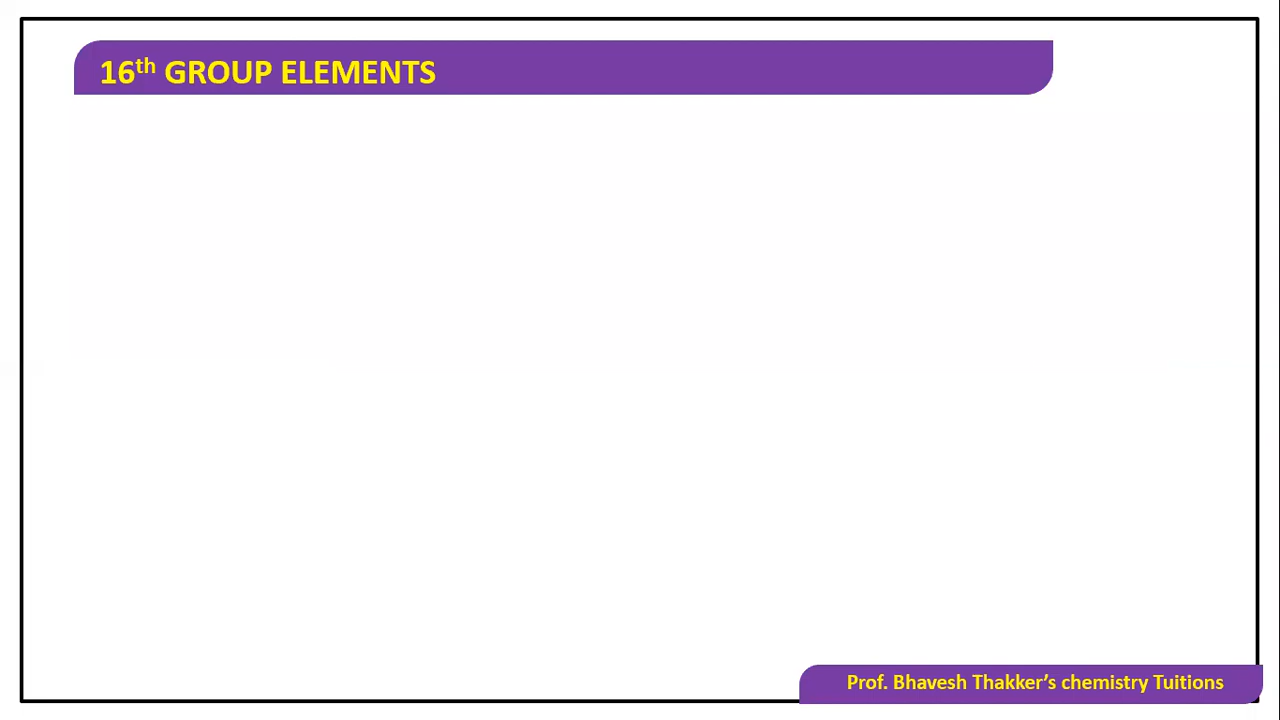 16th GROUP ELEMENTS
Prof. Bhavesh Thakker’s chemistry Tuitions